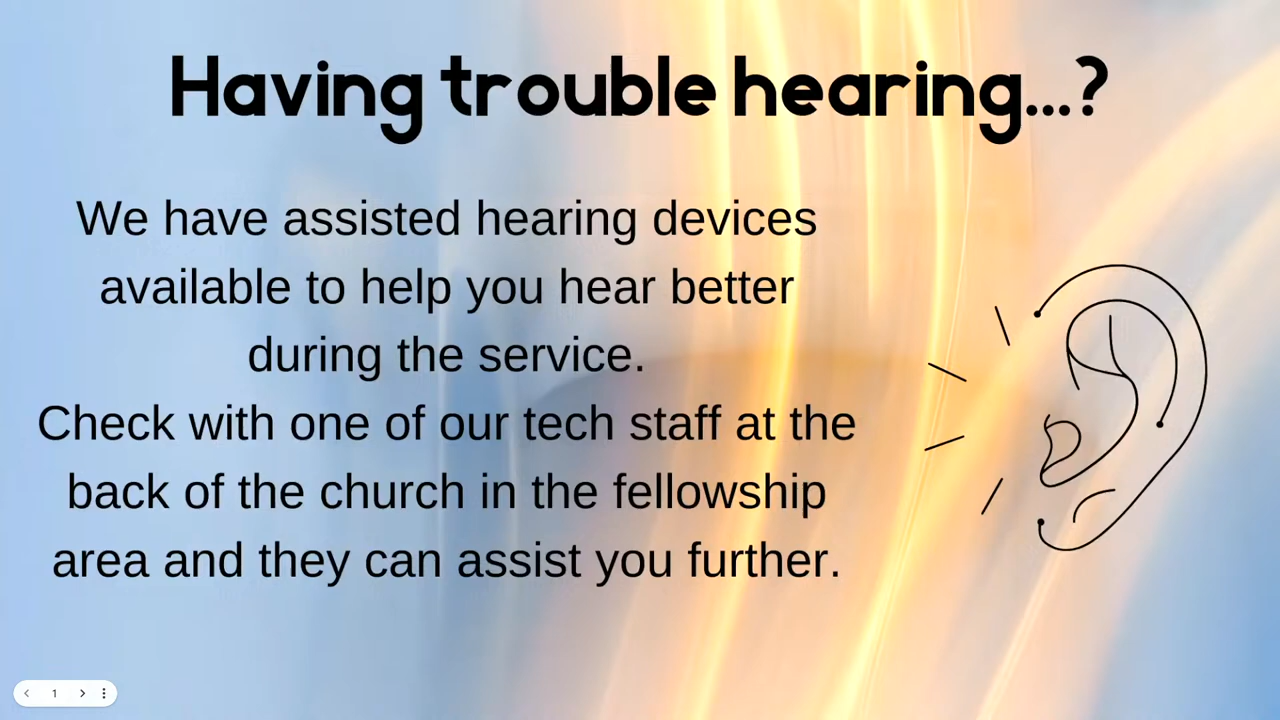 Having trouble hearing...?
We have assisted hearing devices
available to help you hear better
during the service.
Check with one of our tech staff at the
back of the church in the fellowship
area and they can assist you further.
1